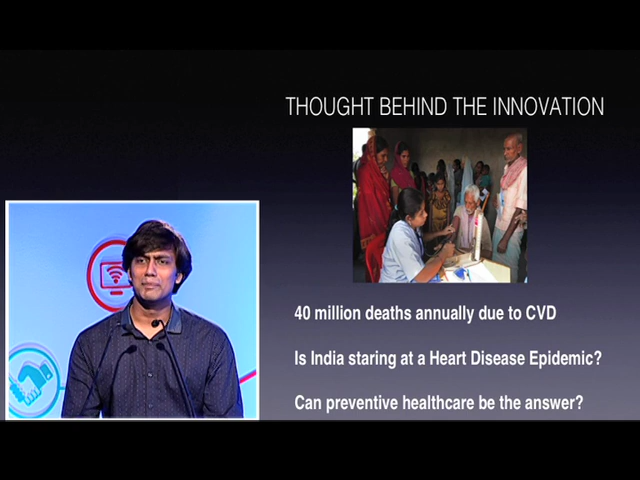 THOUGHT BEHIND THE INNOVATION
40 million deaths annually due to CVD
Is India staring at a Heart Disease Epidemic?
Can preventive healthcare be the answer?